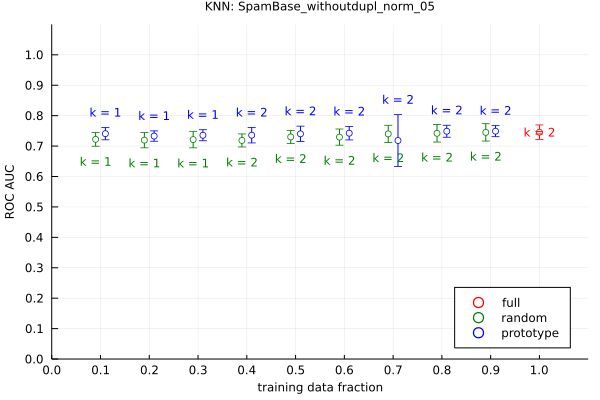 KNN: SpamBase_withoutdupl_norm_05
ROC AUC
1.0
0.9
0.8
0.7
0.6
0.5
0.4
0.3
0.2
0.1
0.0
k = 1
k = 1
k = 1
k = 2
k = 2
k = 2
k = 2
k = 2
k = 2
k = 2
k = 1
k = 1
k = 1
k = 2
k = 2
k = 2
k = 2
k = 2
k = 2
full
random
prototype
0.0 0.1 0.2 0.3 0.4 0.5 0.6 0.7 0.8 0.9 1.0
training data fraction